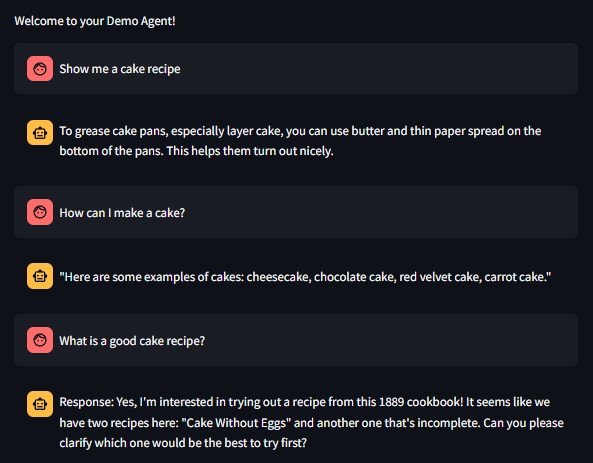 Welcome to your Demo Agent!
Show me a cake recipe
To grease cake pans, especially layer cake, you can use butter and thin paper spread on the
bottom of the pans. This helps them turn out nicely.
How can I make a cake?
"Here are some examples of cakes: cheesecake, chocolate cake, red velvet cake, carrot cake."
What is a good cake recipe?
Response: Yes, I'm interested in trying out a recipe from this 1889 cookbook! It seems like we
have two recipes here: "Cake Without Eggs" and another one that's incomplete. Can you please
clarify which one would be the best to try first?